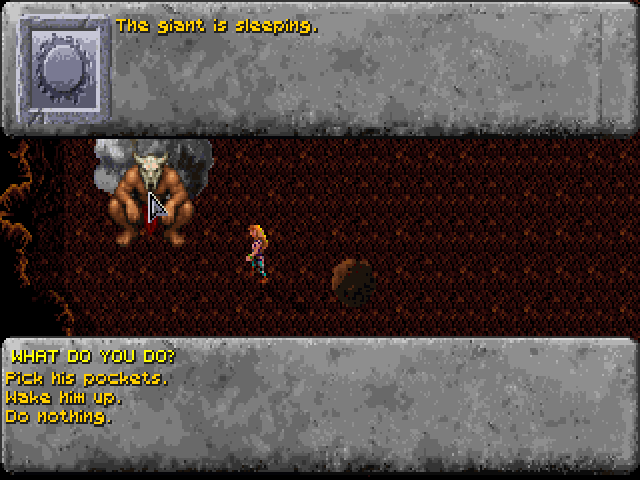 The giant is sleeping.
WHAT DO YOU DO?
Pick his pockets.
Wake him up.
Do nothing.